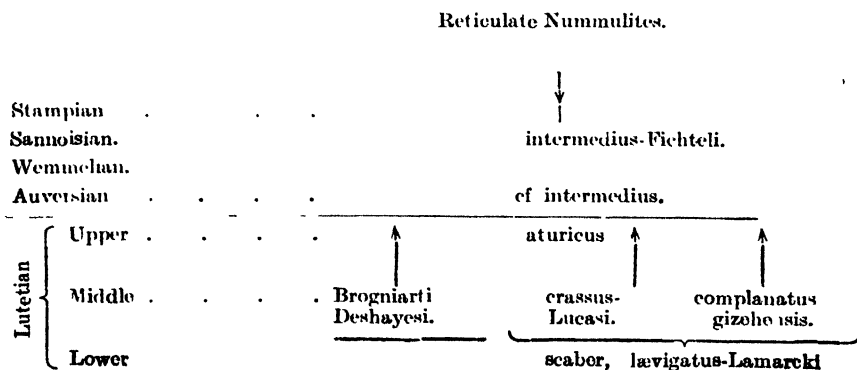 Reticulate Nummulites.
Stampian . . . .
Sannoisian. intermedius-Fichteli.
Wemmelian.
Auversian . . . . cf intermedius.
Upper . . . . aturicus
Lutetian
Middle . . . . Brogniarti crassus- complanatus
Deshayesi. Lucasi. gizehensis.
Lower scaber, lævigatus-Lamarcki